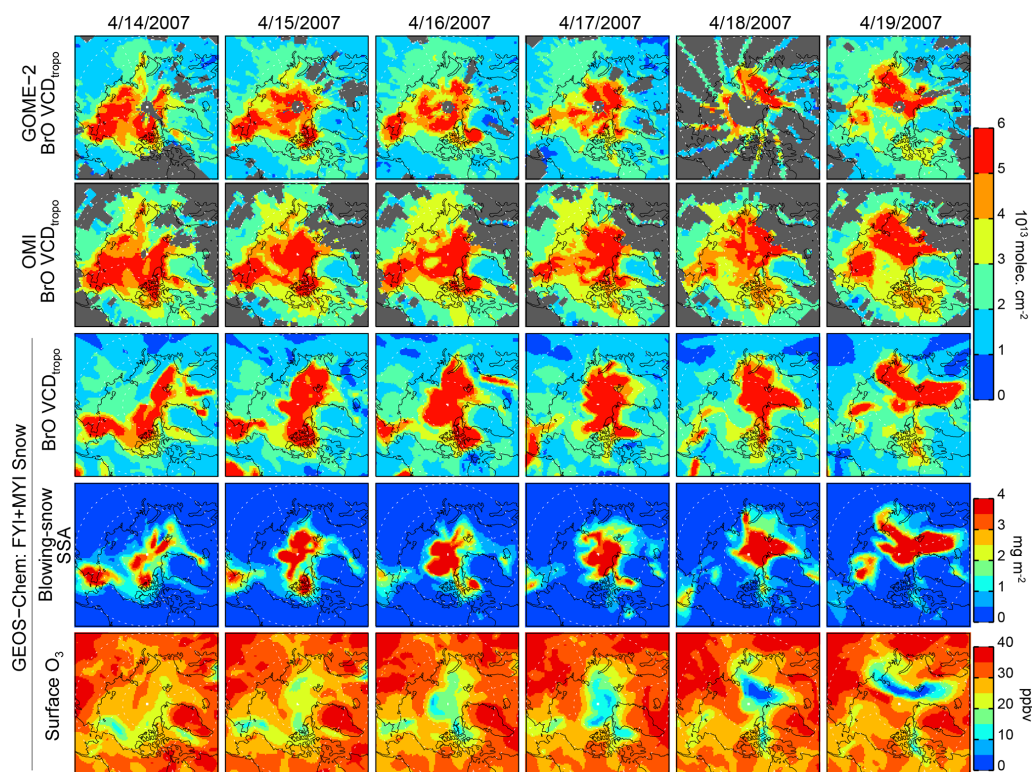 4/14/2007 4/15/2007 4/16/2007 4/17/2007 4/18/2007 4/19/2007
GOME−2
BrO VCDtropo
OMI
BrO VCDtropo
6
5
4
3
2
1
0
10¹³ molec. cm⁻²
GEOS−Chem: FYI+MYI Snow
BrO VCDtropo
Blowing−snow
SSA
4
3
2
1
0
mg m⁻²
Surface O₃
40
30
20
10
0
ppbv